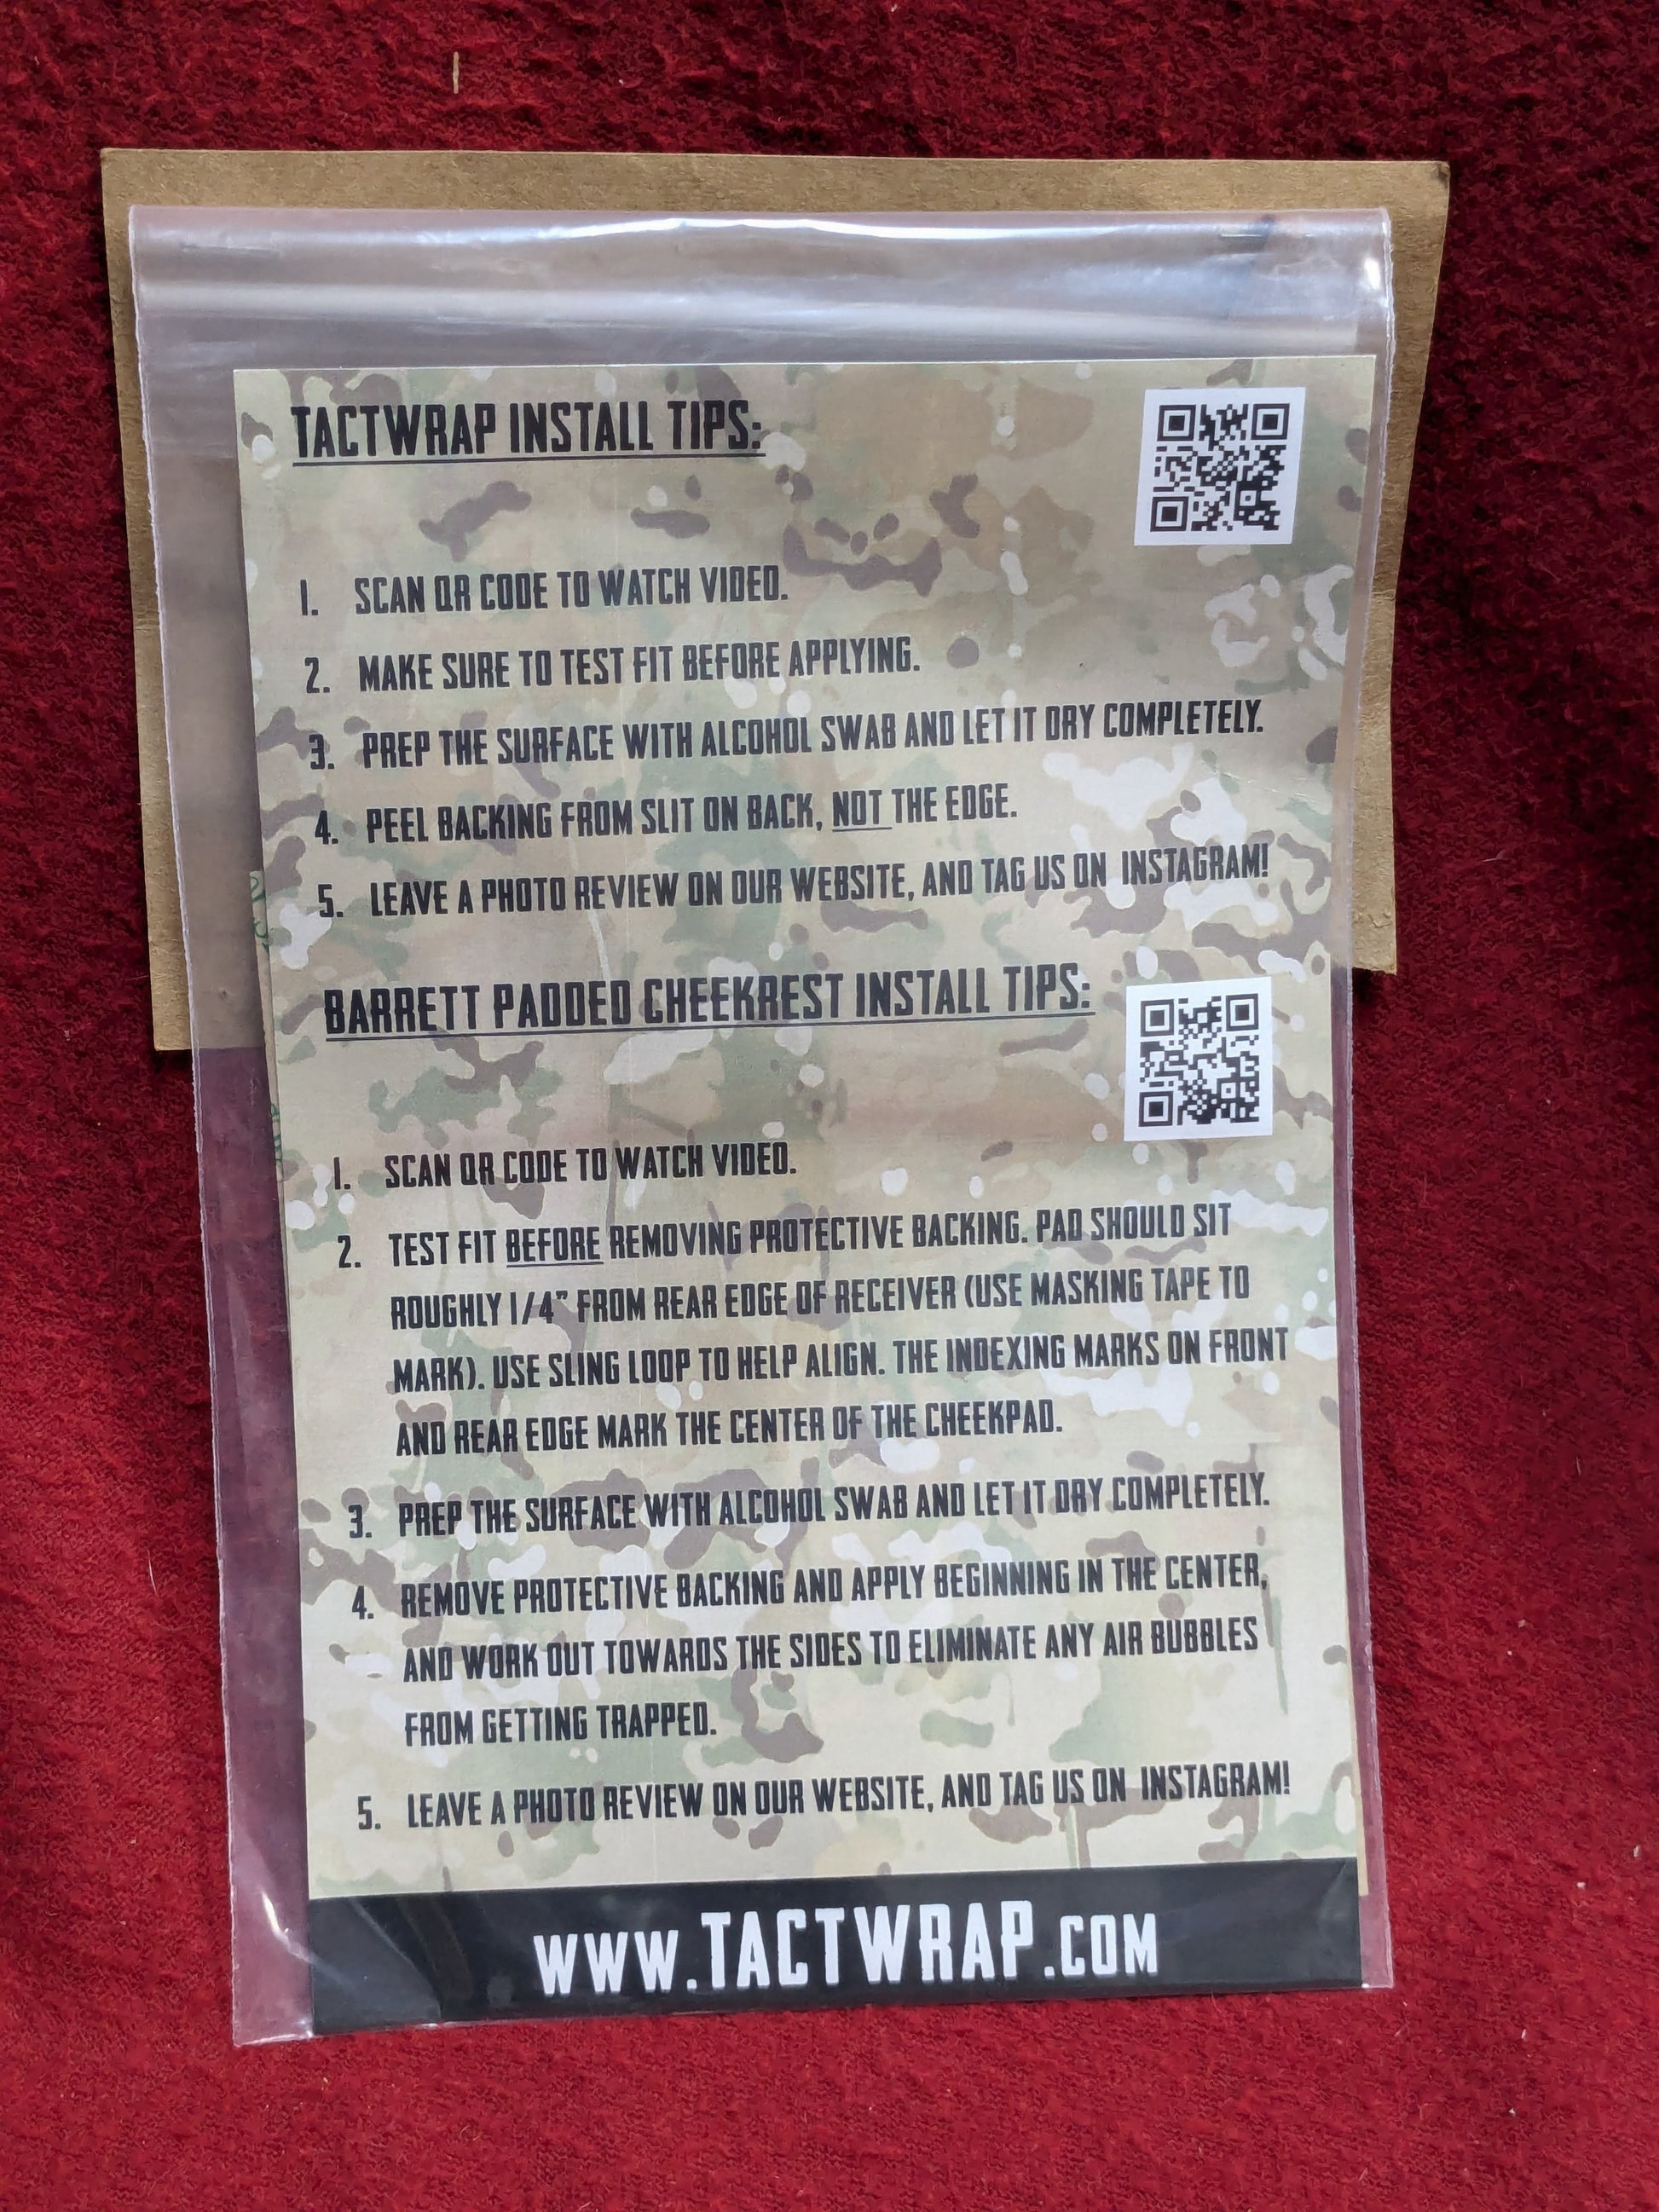 TACTWRAP INSTALL TIPS:
1. SCAN QR CODE TO WATCH VIDEO.
2. MAKE SURE TO TEST FIT BEFORE APPLYING.
3. PREP THE SURFACE WITH ALCOHOL SWAB AND LET IT DRY COMPLETELY.
4. PEEL BACKING FROM SLIT ON BACK, NOT THE EDGE.
5. LEAVE A PHOTO REVIEW ON OUR WEBSITE, AND TAG US ON INSTAGRAM!
BARRETT PADDED CHEEKREST INSTALL TIPS:
1. SCAN QR CODE TO WATCH VIDEO.
2. TEST FIT BEFORE REMOVING PROTECTIVE BACKING. PAD SHOULD SIT
ROUGHLY 1/4" FROM REAR EDGE OF RECEIVER (USE MASKING TAPE TO
MARK). USE SLING LOOP TO HELP ALIGN. THE INDEXING MARKS ON FRONT
AND REAR EDGE MARK THE CENTER OF THE CHEEKPAD.
3. PREP THE SURFACE WITH ALCOHOL SWAB AND LET IT DRY COMPLETELY.
4. REMOVE PROTECTIVE BACKING AND APPLY BEGINNING IN THE CENTER,
AND WORK OUT TOWARDS THE SIDES TO ELIMINATE ANY AIR BUBBLES
FROM GETTING TRAPPED.
5. LEAVE A PHOTO REVIEW ON OUR WEBSITE, AND TAG US ON INSTAGRAM!
WWW.TACTWRAP.COM